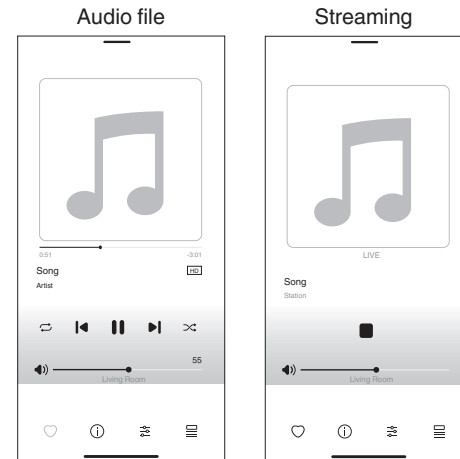 Audio file
0:51 -3:01
Song HD
Artist
55
Living Room
Streaming
LIVE
Song
Station
Living Room